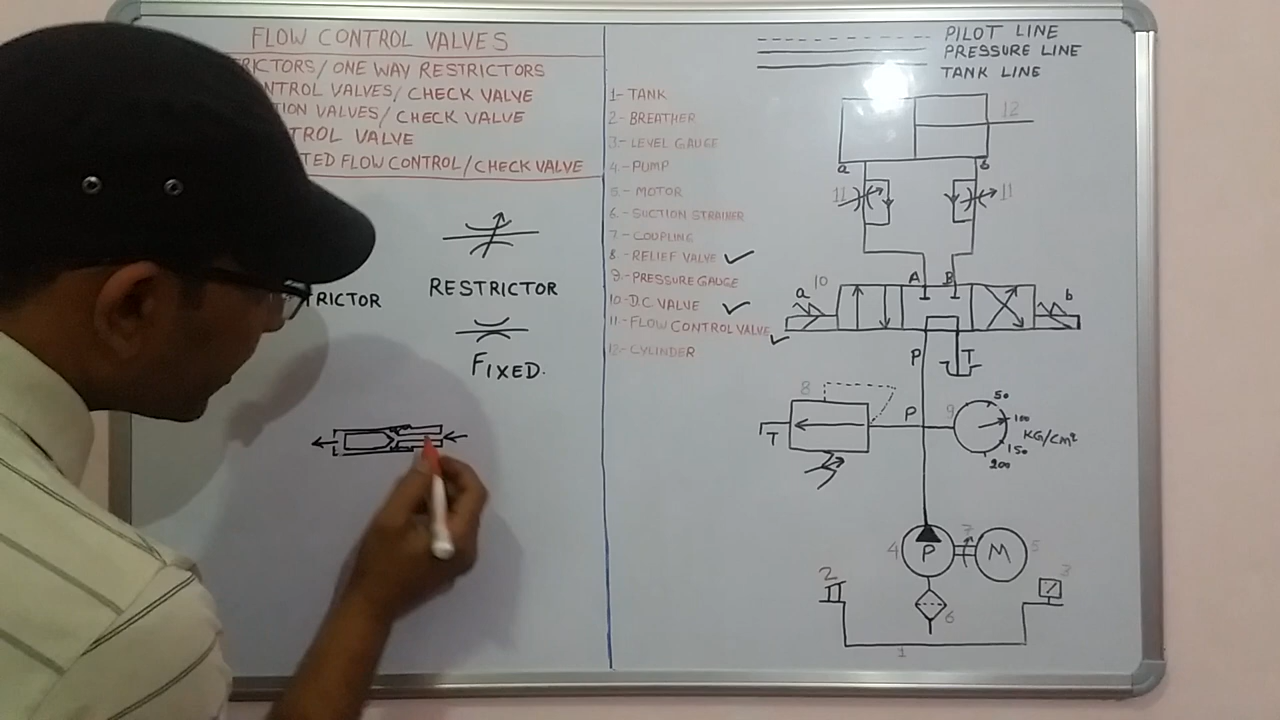 FLOW CONTROL VALVES
RICTORS/ONE WAY RESTRICTORS
NTROL VALVES/CHECK VALVE
TION VALVES/CHECK VALVE
TROL VALVE
TED FLOW CONTROL/CHECK VALVE
TRICTOR
RESTRICTOR
FIXED.
PILOT LINE
PRESSURE LINE
TANK LINE
1- TANK
2- BREATHER
3- LEVEL GAUGE
4- PUMP
5- MOTOR
6- SUCTION STRAINER
7- COUPLING
8- RELIEF VALVE
9- PRESSURE GAUGE
10- D.C VALVE
11- FLOW CONTROL VALVE
12- CYLINDER
12
a b
11 11
A B
10
a b
P T
8
T
P
9
50
100
KG/CM²
150
200
4 P 7 M 5
2 3
6
1